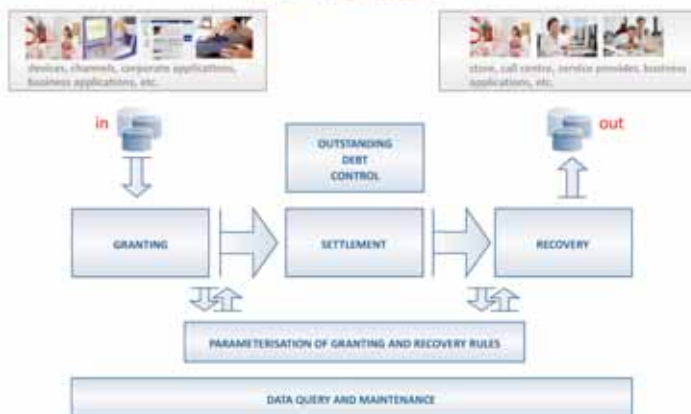 devices, channels, corporate applications,
business applications, etc.
store, call centre, service provides, business
applications, etc.
in
out
OUTSTANDING
DEBT
CONTROL
GRANTING
SETTLEMENT
RECOVERY
PARAMETERISATION OF GRANTING AND RECOVERY RULES
DATA QUERY AND MAINTENANCE